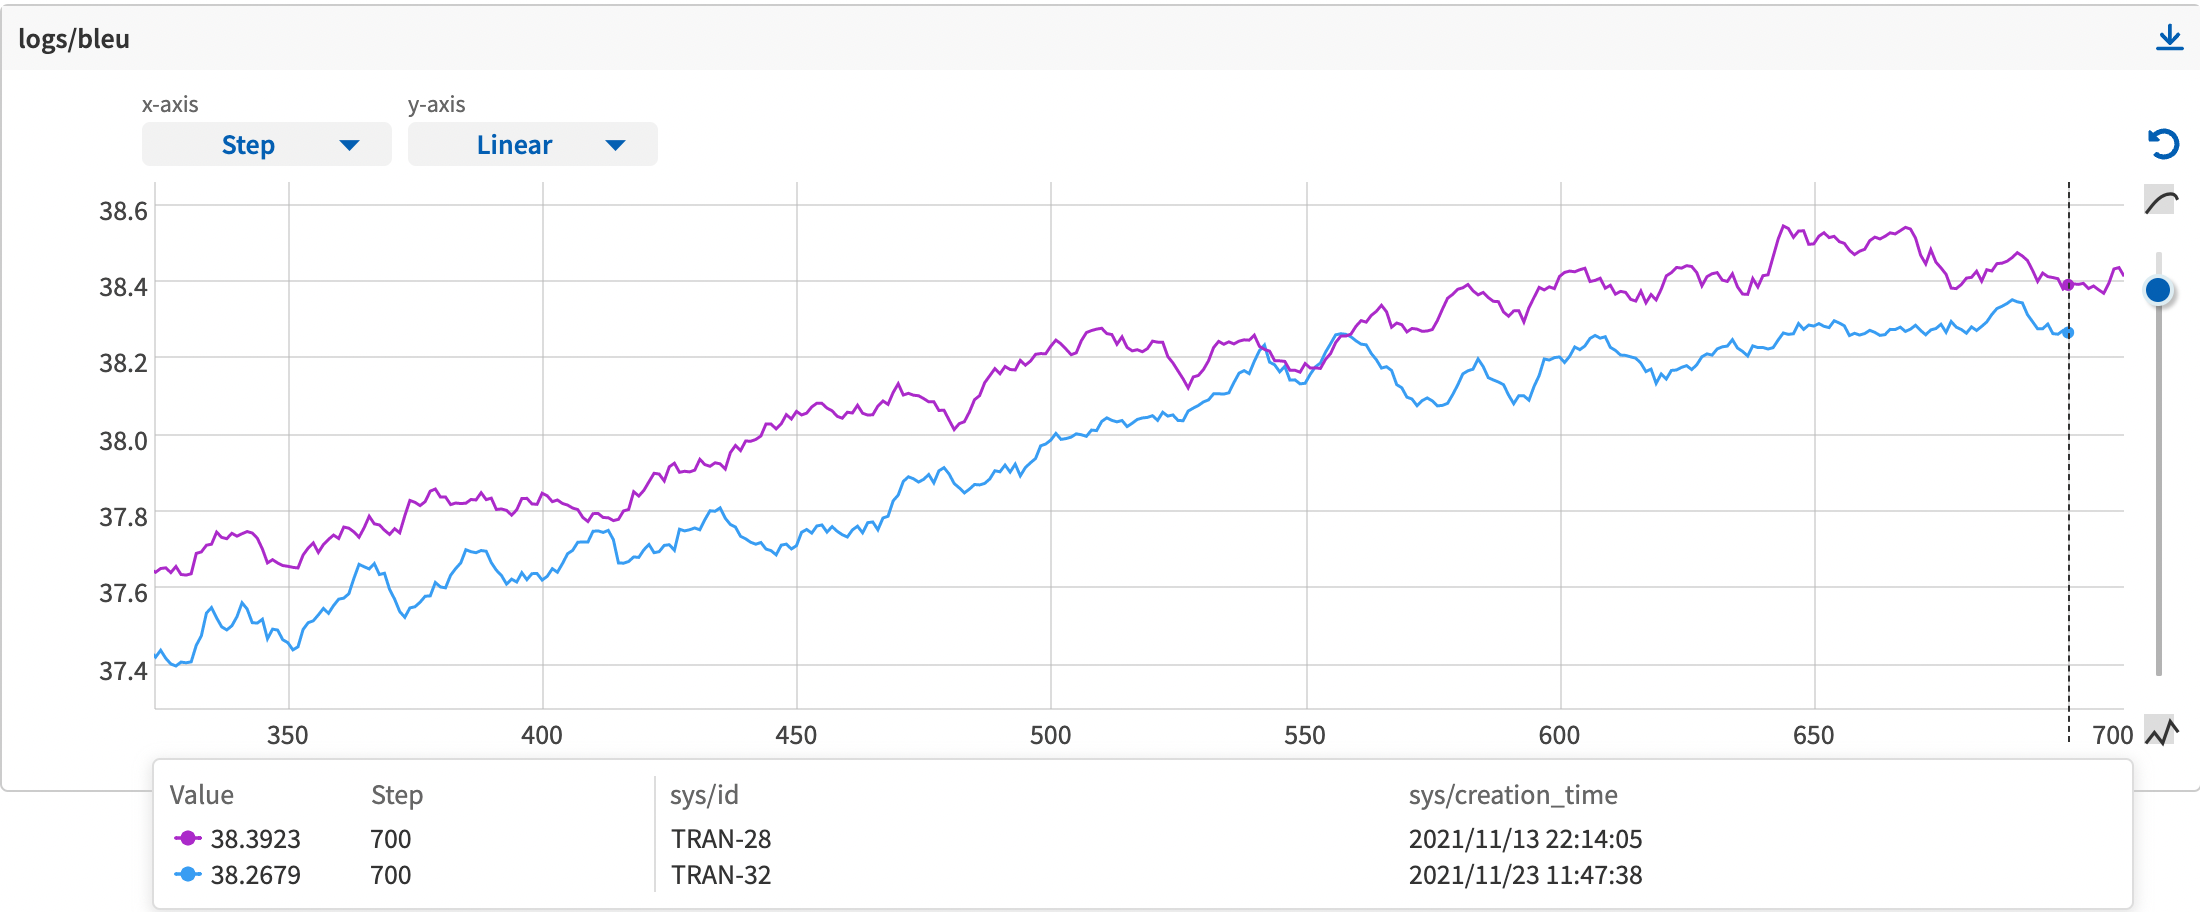 logs/bleu
x-axis y-axis
Step Linear
38.6
38.4
38.2
38.0
37.8
37.6
37.4
350 400 450 500 550 600 650 700
Value Step sys/id sys/creation_time
38.3923 700 TRAN-28 2021/11/13 22:14:05
38.2679 700 TRAN-32 2021/11/23 11:47:38